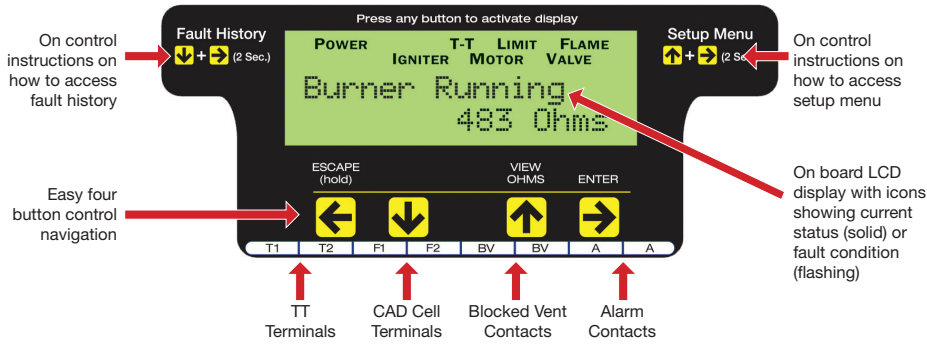 Press any button to activate display
Fault History
+ (2 Sec.)
Setup Menu
+ (2 Se
On control
instructions on
how to access
fault history
On control
instructions on
how to access
setup menu
POWER T-T LIMIT FLAME
IGNITER MOTOR VALVE
Burner Running
483 Ohms
Easy four
button control
navigation
On board LCD
display with icons
showing current
status (solid) or
fault condition
(flashing)
ESCAPE
(hold)
VIEW
OHMS
ENTER
T1 T2 F1 F2 BV BV A A
TT
Terminals
CAD Cell
Terminals
Blocked Vent
Contacts
Alarm
Contacts